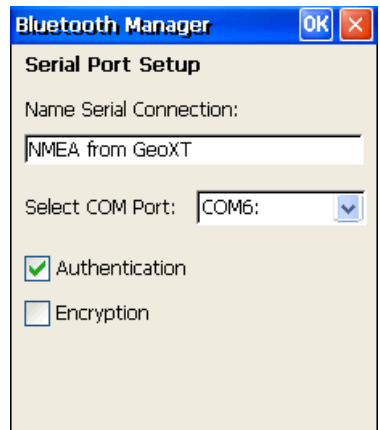 Bluetooth Manager OK
Serial Port Setup
Name Serial Connection:
NMEA from GeoXT
Select COM Port: COM6:
Authentication
Encryption